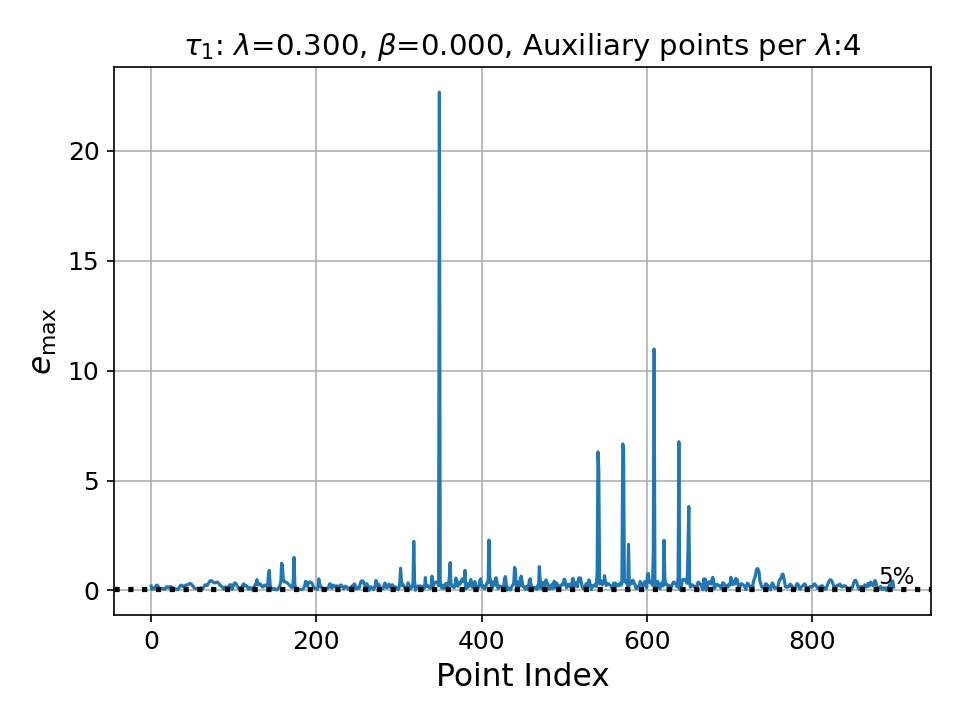 τ₁: λ=0.300, β=0.000, Auxiliary points per λ:4
e_max
20
15
10
5
0
5%
0 200 400 600 800
Point Index